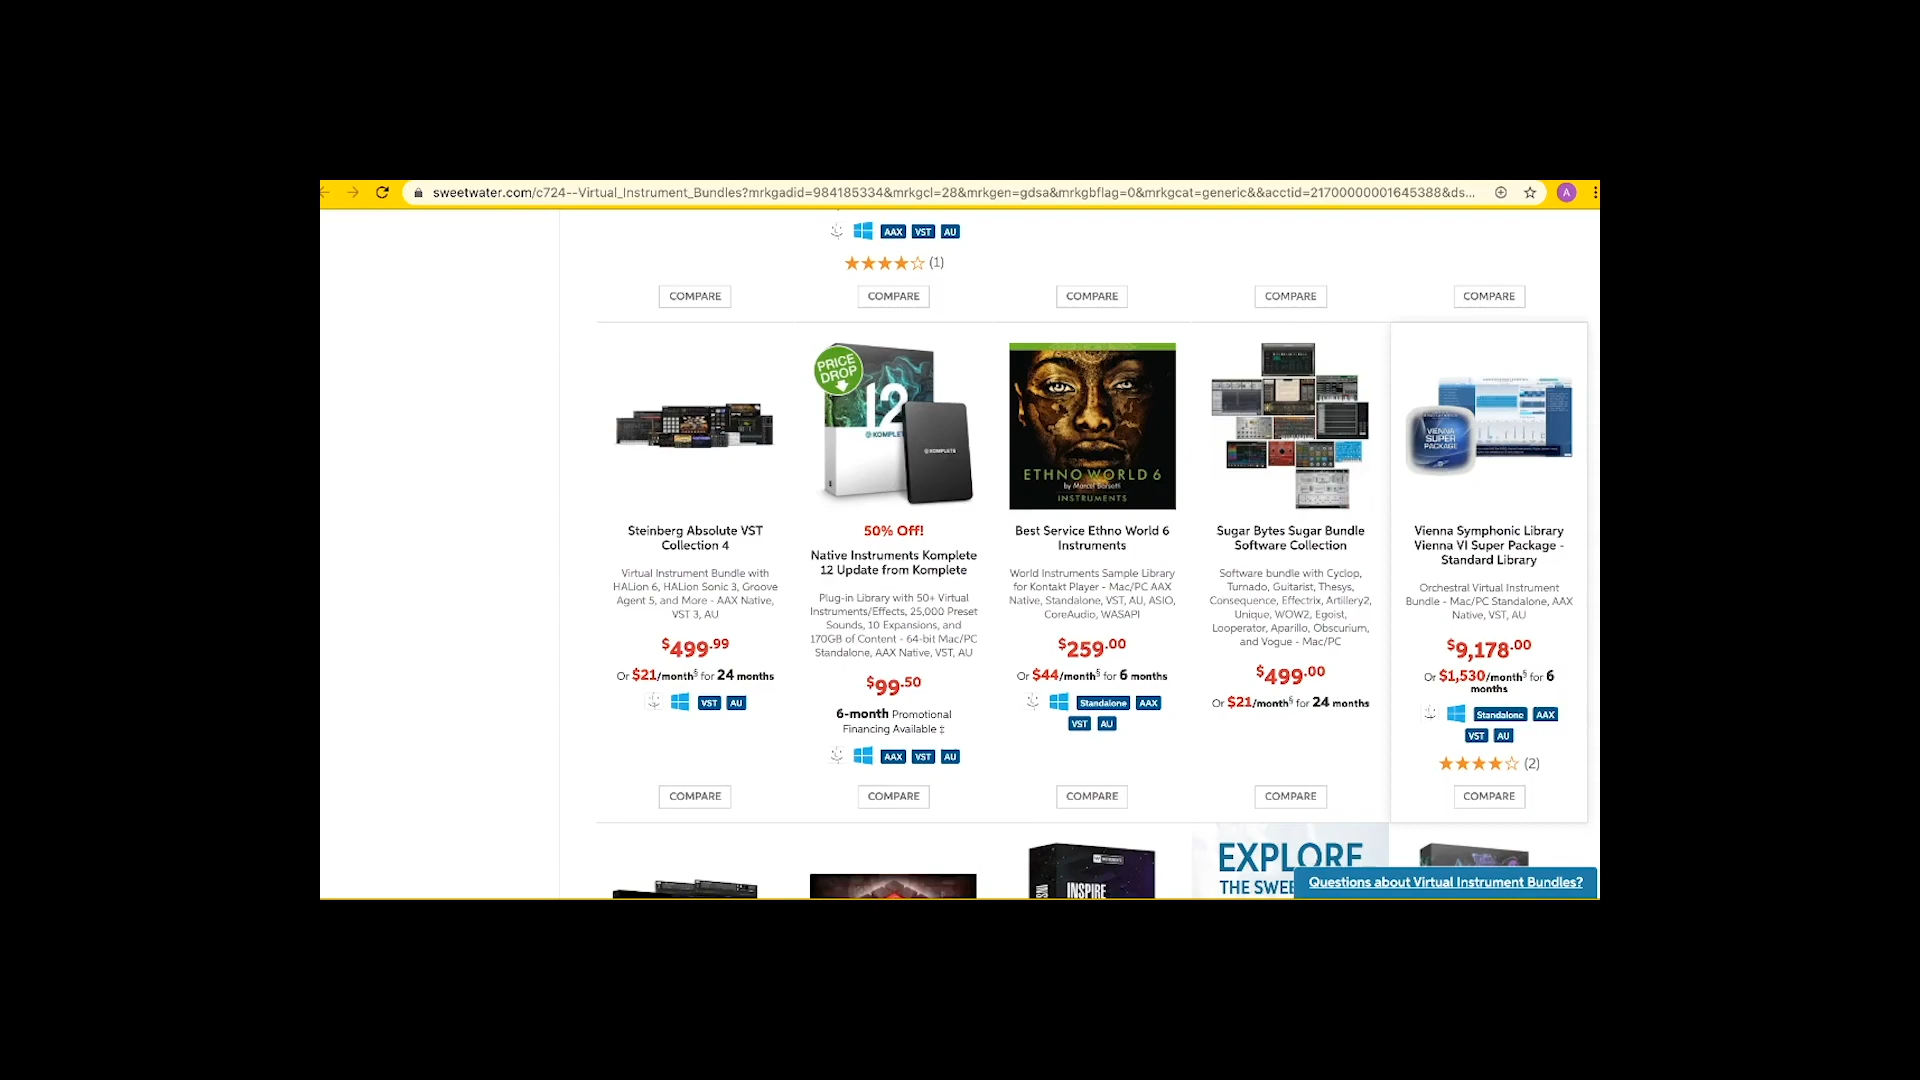 sweetwater.com/c724--Virtual_Instrument_Bundles?mrkgadid=984185334&mrkgcl=28&mrkgen=gdsa&mrkgbflag=0&mrkgcat=generic&&acctid=21700000001645388&ds...
A
AAX VST AU
(1)
COMPARE COMPARE COMPARE COMPARE COMPARE
PRICE
DROP
12
KOMPLETE
KOMPLETE
ETHNO WORLD 6
by Marcel Barsotti
INSTRUMENTS
VIENNA
SUPER
PACKAGE
Steinberg Absolute VST
Collection 4
Virtual Instrument Bundle with
HALion 6, HALion Sonic 3, Groove
Agent 5, and More - AAX Native,
VST 3, AU
$499.99
Or $21/month§ for 24 months
VST AU
COMPARE
50% Off!
Native Instruments Komplete
12 Update from Komplete
Plug-in Library with 50+ Virtual
Instruments/Effects, 25,000 Preset
Sounds, 10 Expansions, and
170GB of Content - 64-bit Mac/PC
Standalone, AAX Native, VST, AU
$99.50
6-month Promotional
Financing Available ‡
AAX VST AU
COMPARE
Best Service Ethno World 6
Instruments
World Instruments Sample Library
for Kontakt Player - Mac/PC AAX
Native, Standalone, VST, AU, ASIO,
CoreAudio, WASAPI
$259.00
Or $44/month§ for 6 months
Standalone AAX
VST AU
COMPARE
Sugar Bytes Sugar Bundle
Software Collection
Software bundle with Cyclop,
Turnado, Guitarist, Thesys,
Consequence, Effectrix, Artillery2,
Unique, WOW2, Egoist,
Looperator, Aparillo, Obscurium,
and Vogue - Mac/PC
$499.00
Or $21/month§ for 24 months
COMPARE
Vienna Symphonic Library
Vienna VI Super Package -
Standard Library
Orchestral Virtual Instrument
Bundle - Mac/PC Standalone, AAX
Native, VST, AU
$9,178.00
Or $1,530/month§ for 6
months
Standalone AAX
VST AU
(2)
COMPARE
INSPIRE
EXPLORE
THE SWEE
Questions about Virtual Instrument Bundles?